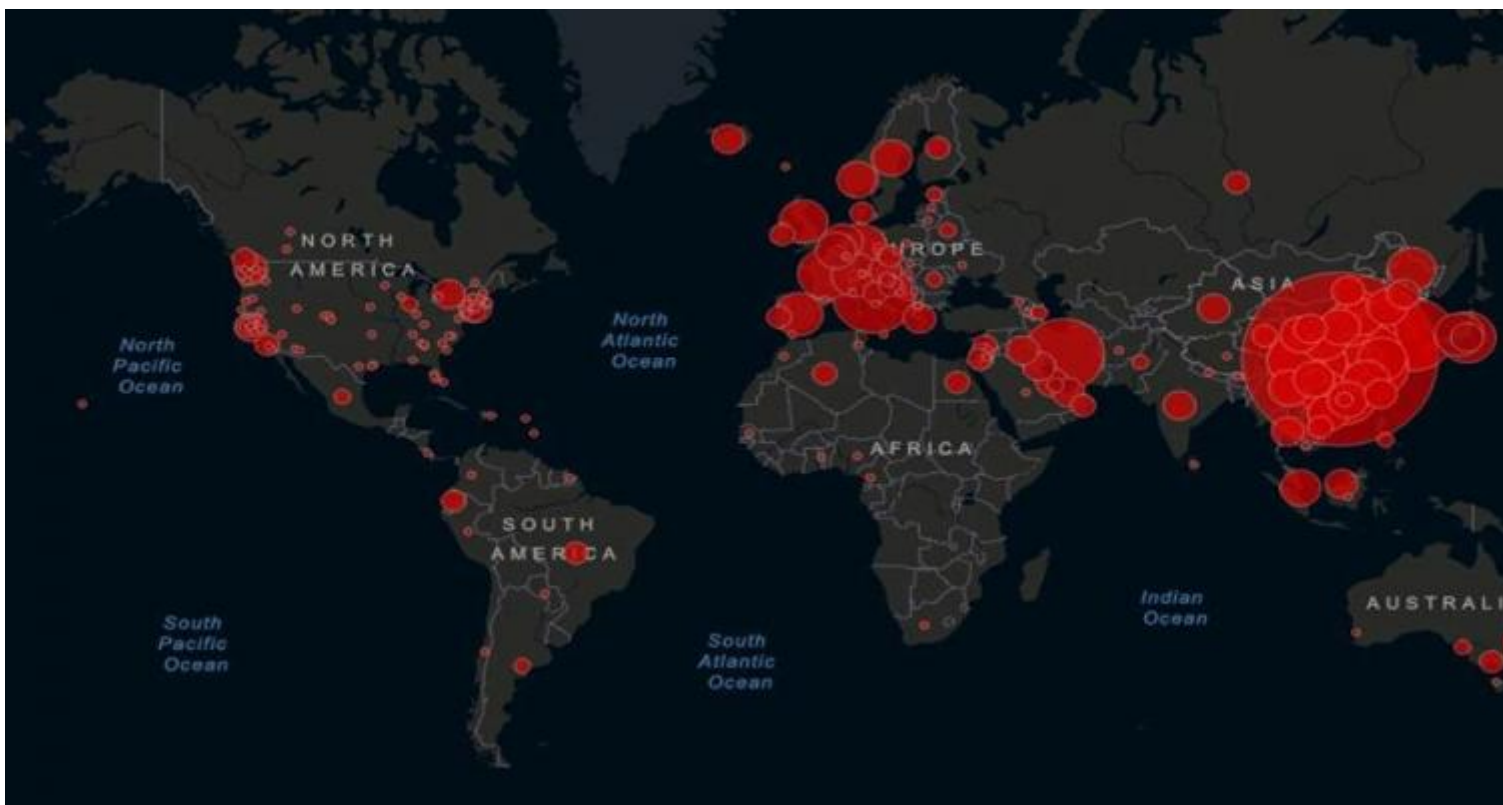 NORTH
AMERICA
EUROPE
ASIA
North
Atlantic
Ocean
North
Pacific
Ocean
AFRICA
SOUTH
AMERICA
Indian
Ocean
AUSTRALI
South
Pacific
Ocean
South
Atlantic
Ocean